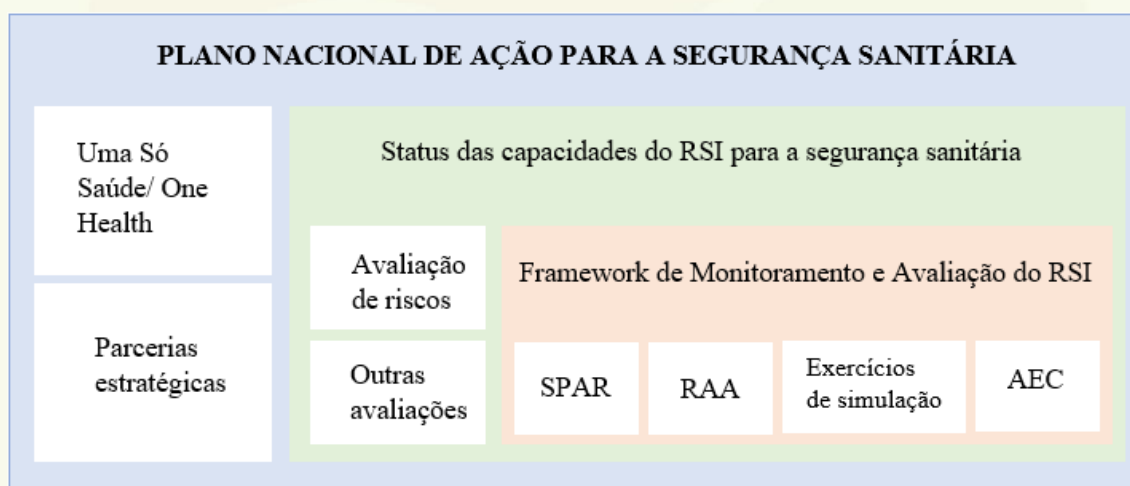 PLANO NACIONAL DE AÇÃO PARA A SEGURANÇA SANITÁRIA
Uma Só
Saúde/ One
Health
Parcerias
estratégicas
Status das capacidades do RSI para a segurança sanitária
Avaliação
de riscos
Outras
avaliações
Framework de Monitoramento e Avaliação do RSI
SPAR
RAA
Exercícios
de simulação
AEC